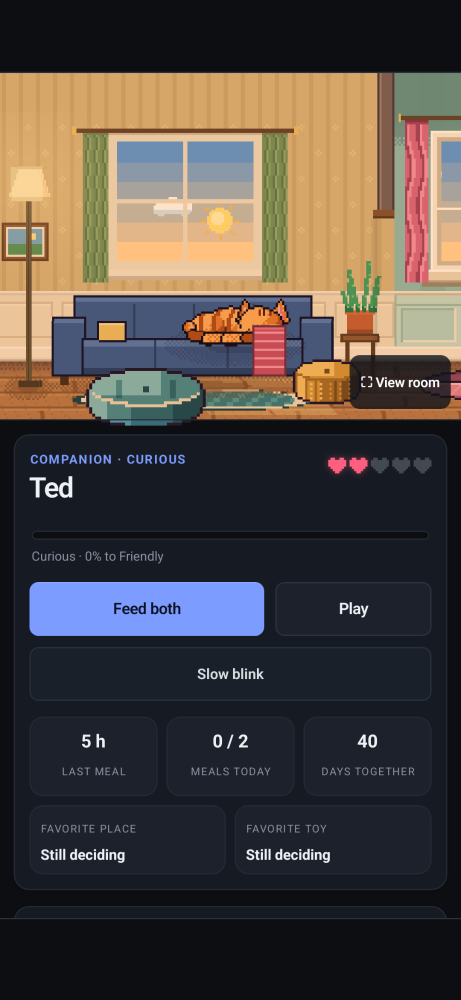 View room
COMPANION · CURIOUS
Ted
Curious · 0% to Friendly
Feed both
Play
Slow blink
5 h
LAST MEAL
0 / 2
MEALS TODAY
40
DAYS TOGETHER
FAVORITE PLACE
Still deciding
FAVORITE TOY
Still deciding